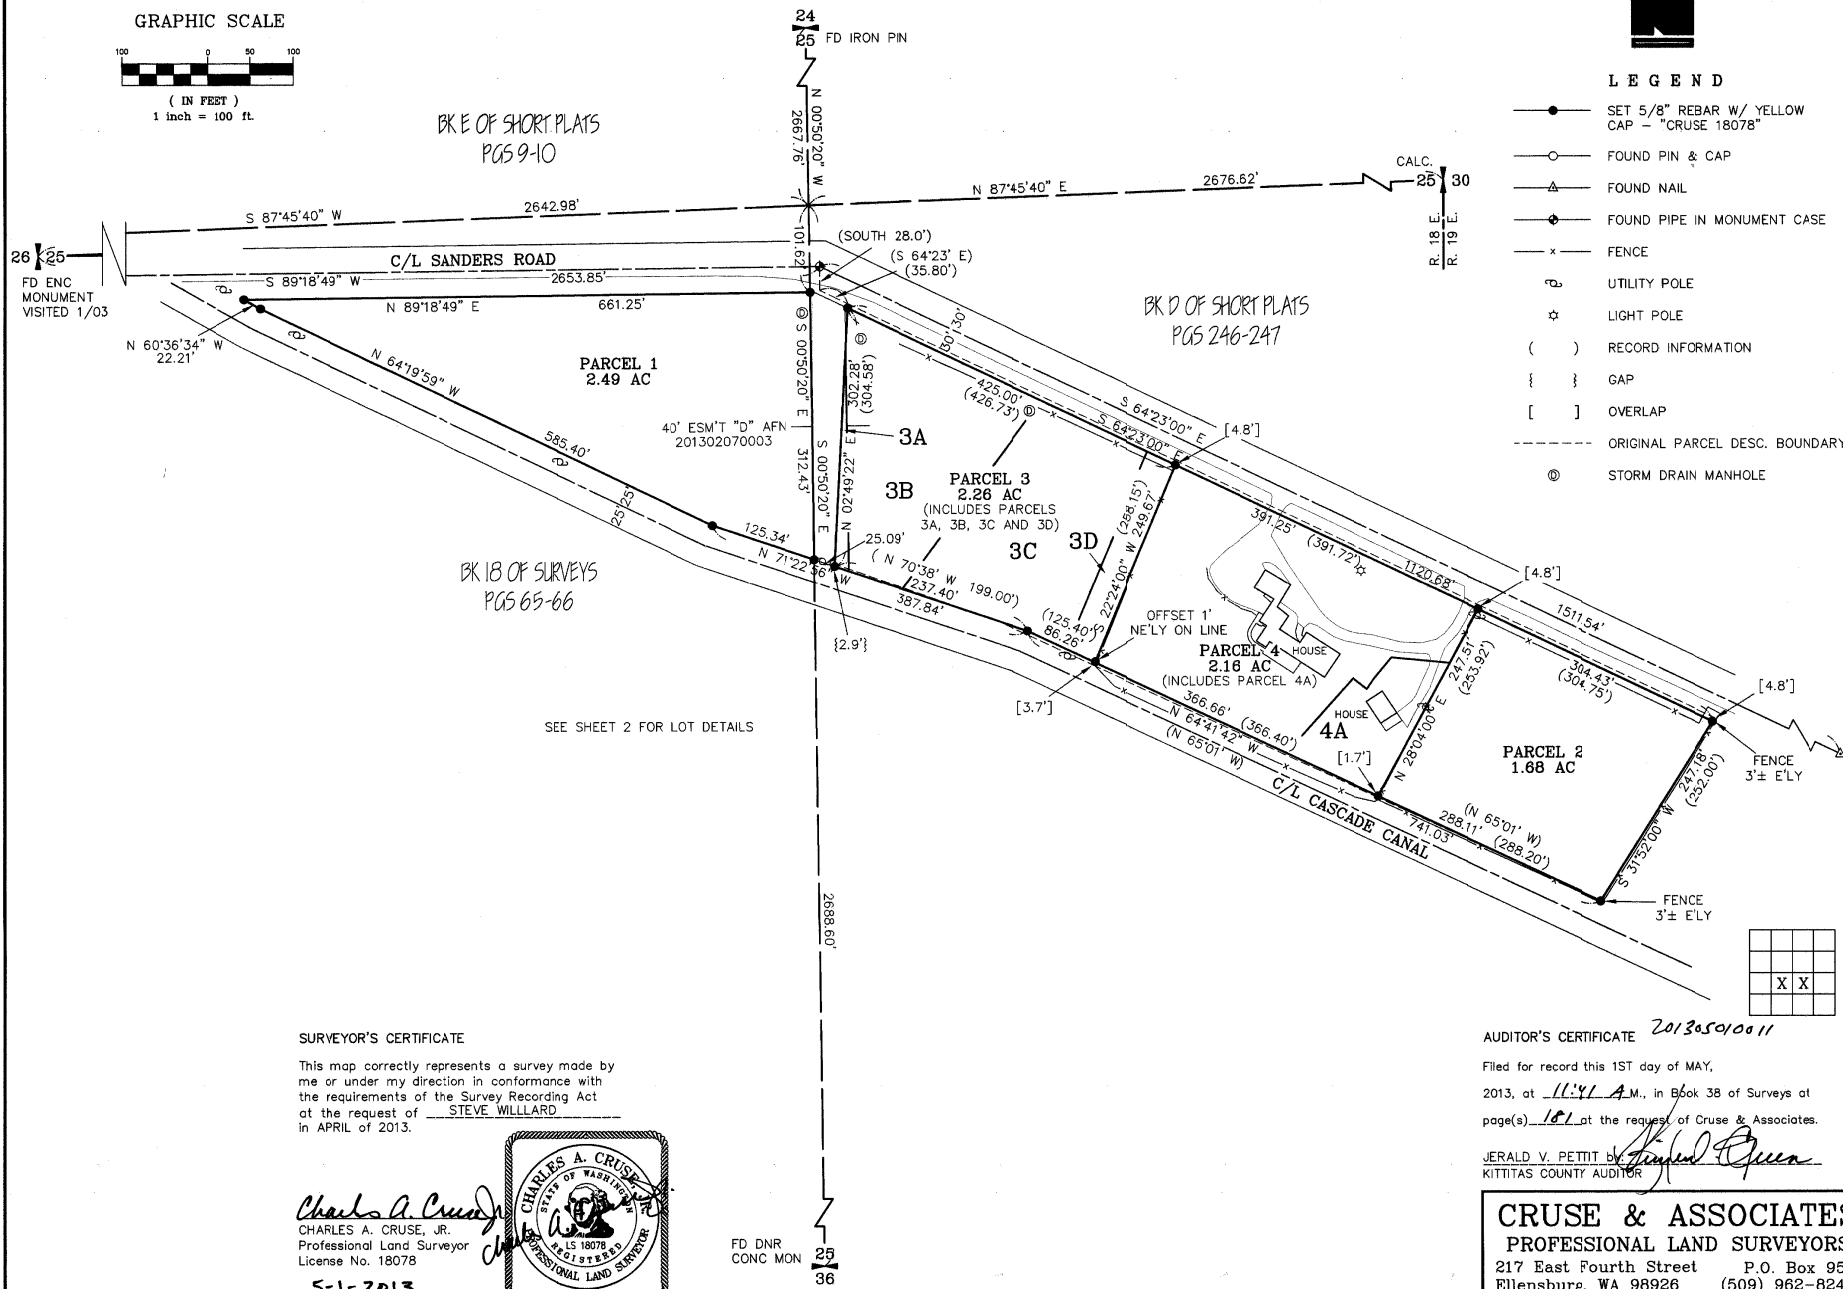 GRAPHIC SCALE
100 0 50 100
( IN FEET )
1 inch = 100 ft.
BK E OF SHORT PLATS
PGS 9-10
24
25
FD IRON PIN
N 00°50'20" W
2667.76'
S 87°45'40" W
2642.98'
N 87°45'40" E
2676.62'
CALC.
25 30
R. 18 E.
R. 19 E.
26 25
FD ENC
MONUMENT
VISITED 1/03
C/L SANDERS ROAD
S 89°18'49" W
2653.85'
N 89°18'49" E
661.25'
101.62'
(SOUTH 28.0')
(S 64°23' E)
(35.80')
N 60°36'34" W
22.21'
N 64°19'59" W
585.40'
25' 25'
PARCEL 1
2.49 AC
40' ESM'T "D" AFN
201302070003
S 00°50'20" E
312.43'
S 00°50'20" E
N 02°49'22" E
302.28'
(304.58')
30' 30'
BK D OF SHORT PLATS
PGS 246-247
425.00'
(426.73')
S 64°23'00" E
S 64°23'00" E
[4.8']
3A
3B
PARCEL 3
2.26 AC
(INCLUDES PARCELS
3A, 3B, 3C AND 3D)
3C
3D
(258.15')
S 22°24'00" W 249.67'
125.34'
N 71°22'56" W
25.09'
( N 70°38' W 199.00')
237.40'
387.84'
{2.9'}
(125.40')
86.26'
OFFSET 1'
NE'LY ON LINE
[3.7']
BK 18 OF SURVEYS
PGS 65-66
SEE SHEET 2 FOR LOT DETAILS
391.25'
(391.72')
1120.68'
[4.8']
1511.54'
HOUSE
PARCEL 4
2.16 AC
(INCLUDES PARCEL 4A)
HOUSE
4A
366.66'
(366.40')
N 64°41'42" W
(N 65°01' W)
[1.7']
N 28°04'00" E
247.51'
(253.92')
304.43'
(304.75')
[4.8']
FENCE
3'± E'LY
PARCEL 2
1.68 AC
247.18'
(252.00')
S 31°52'00" W
(N 65°01' W)
288.11'
(288.20')
741.03'
C/L CASCADE CANAL
FENCE
3'± E'LY
2688.60'
FD DNR
CONC MON
25
36
LEGEND
SET 5/8" REBAR W/ YELLOW
CAP – "CRUSE 18078"
FOUND PIN & CAP
FOUND NAIL
FOUND PIPE IN MONUMENT CASE
FENCE
UTILITY POLE
LIGHT POLE
( ) RECORD INFORMATION
{ } GAP
[ ] OVERLAP
ORIGINAL PARCEL DESC. BOUNDARY
STORM DRAIN MANHOLE
X X
SURVEYOR'S CERTIFICATE
This map correctly represents a survey made by
me or under my direction in conformance with
the requirements of the Survey Recording Act
at the request of STEVE WILLLARD
in APRIL of 2013.
Charles A. Cruse Jr
CHARLES A. CRUSE, JR.
Professional Land Surveyor
License No. 18078
5-1-2013
CHARLES A. CRUSE, JR.
STATE OF WASHINGTON
LS 18078
REGISTERED
PROFESSIONAL LAND SURVEYOR
AUDITOR'S CERTIFICATE 201305010011
Filed for record this 1ST day of MAY,
2013, at 11:41 A M., in Book 38 of Surveys at
page(s) 181 at the request of Cruse & Associates.
JERALD V. PETTIT by:
KITTITAS COUNTY AUDITOR
CRUSE & ASSOCIATES
PROFESSIONAL LAND SURVEYORS
217 East Fourth Street P.O. Box 95
Ellensburg, WA 98926 (509) 962-824